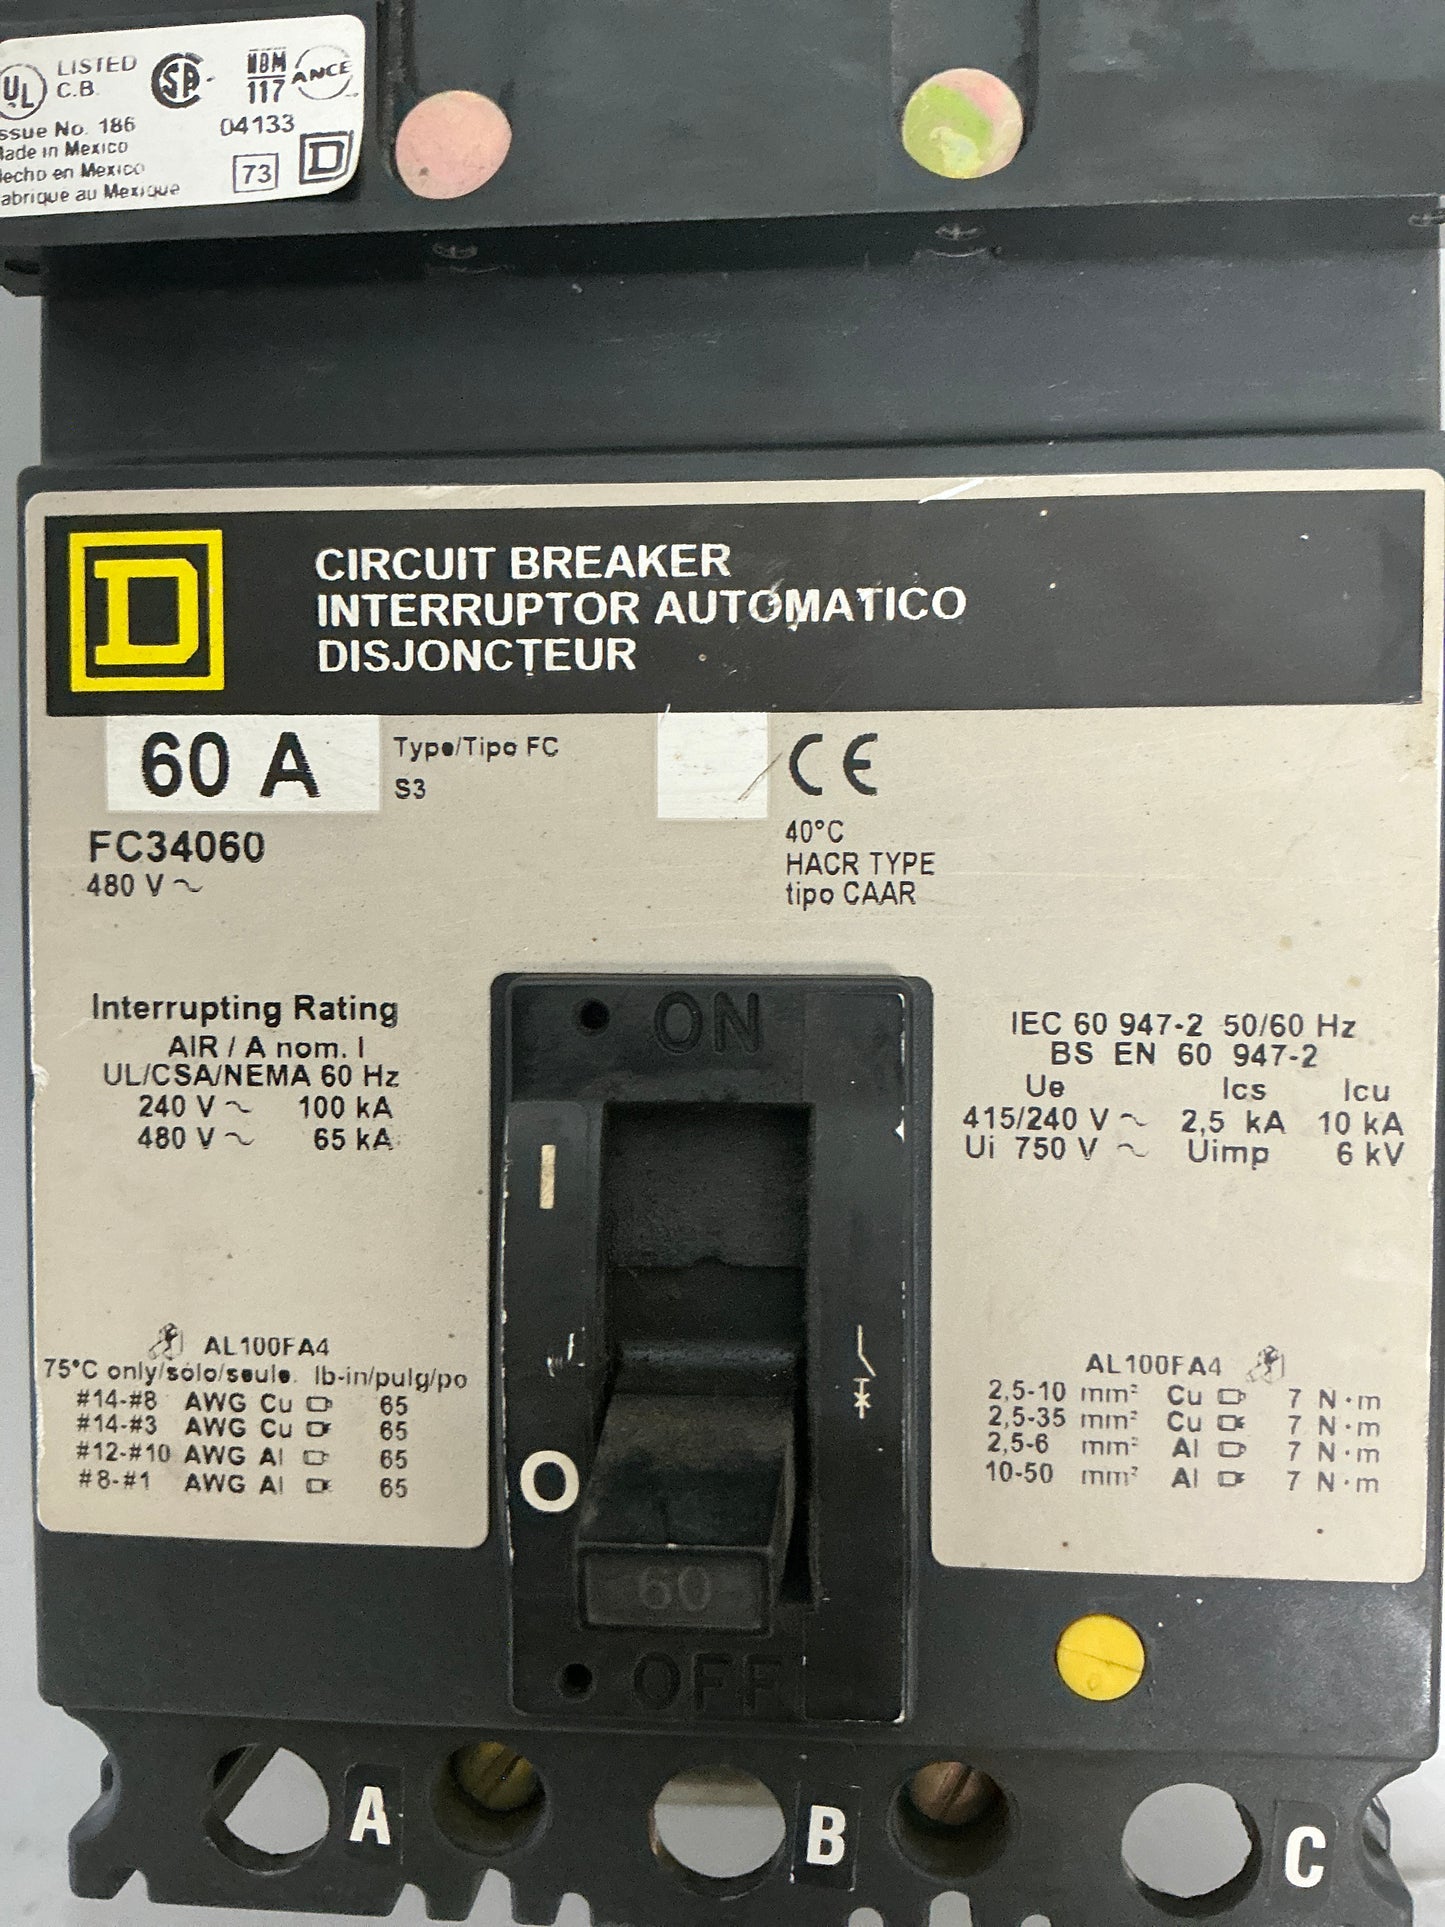 UL LISTED
C.B.
SA
NOM
117
ANCE
ssue No. 186 04133
ade in Mexico
echo en Mexico
abrique au Mexique
73
D
D
CIRCUIT BREAKER
INTERRUPTOR AUTOMATICO
DISJONCTEUR
60 A
Type/Tipo FC
S3
CE
FC34060
480 V ~
40°C
HACR TYPE
tipo CAAR
Interrupting Rating
AIR / A nom. I
UL/CSA/NEMA 60 Hz
240 V ~ 100 kA
480 V ~ 65 kA
ON
I
O
60
OFF
IEC 60 947-2 50/60 Hz
BS EN 60 947-2
Ue Ics Icu
415/240 V ~ 2,5 kA 10 kA
Ui 750 V ~ Uimp 6 kV
AL100FA4
75°C only/sólo/seule. lb-in/pulg/po
#14-#8 AWG Cu 65
#14-#3 AWG Cu 65
#12-#10 AWG Al 65
#8-#1 AWG Al 65
AL100FA4
2,5-10 mm² Cu 7 N·m
2,5-35 mm² Cu 7 N·m
2,5-6 mm² Al 7 N·m
10-50 mm² Al 7 N·m
A
B
C